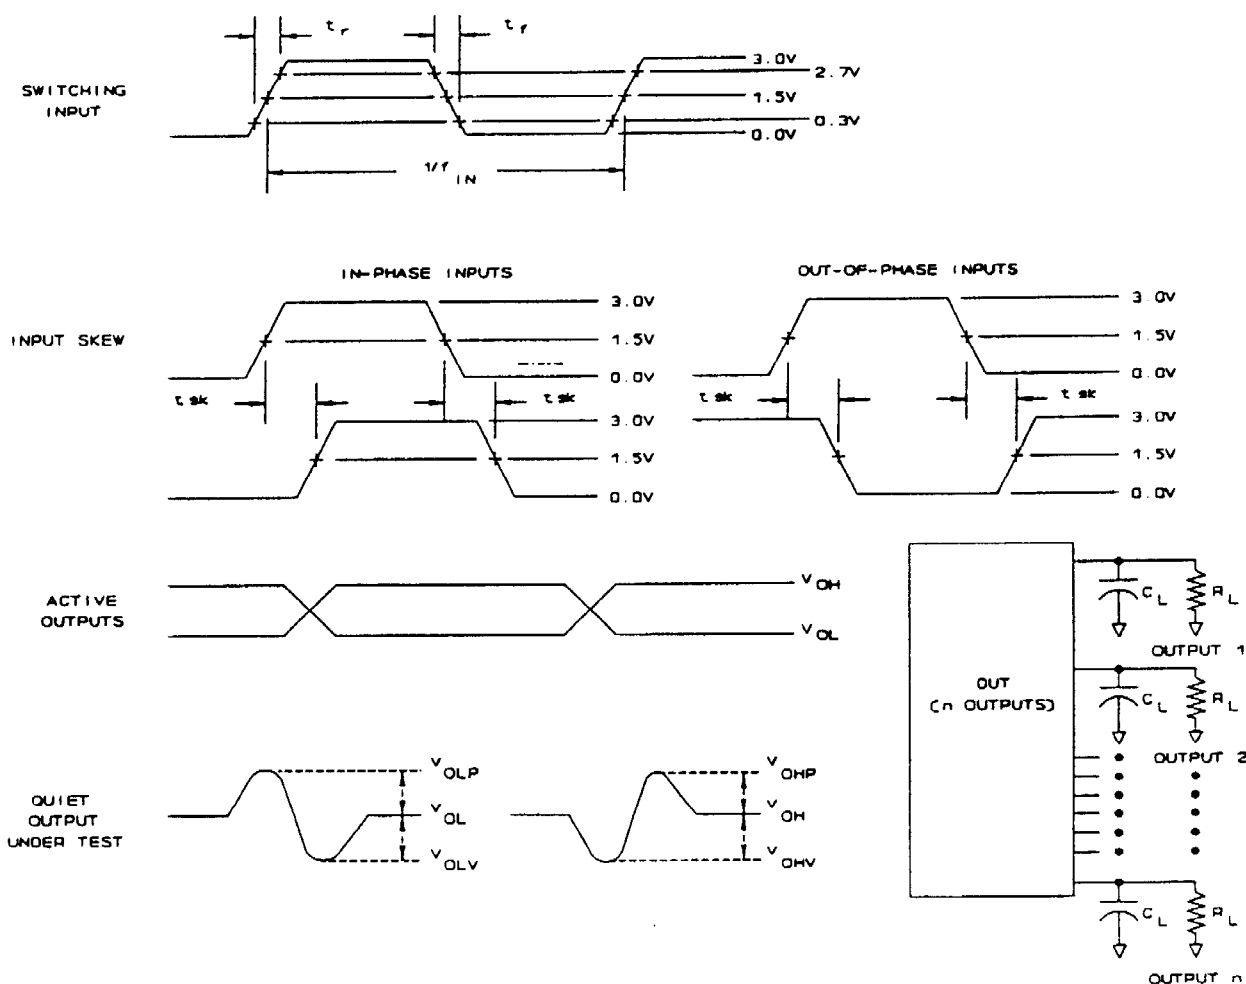 t r
t f
SWITCHING
INPUT
3.0V
2.7V
1.5V
0.3V
0.0V
1/f IN
IN-PHASE INPUTS
OUT-OF-PHASE INPUTS
INPUT SKEW
3.0V
1.5V
0.0V
t sk
t sk
3.0V
1.5V
0.0V
3.0V
1.5V
0.0V
t sk
t sk
3.0V
1.5V
0.0V
ACTIVE
OUTPUTS
V OH
V OL
QUIET
OUTPUT
UNDER TEST
V OLP
V OL
V OLV
V OHP
V OH
V OHV
OUT
(n OUTPUTS)
C L
R L
OUTPUT 1
C L
R L
OUTPUT 2
C L
R L
OUTPUT n